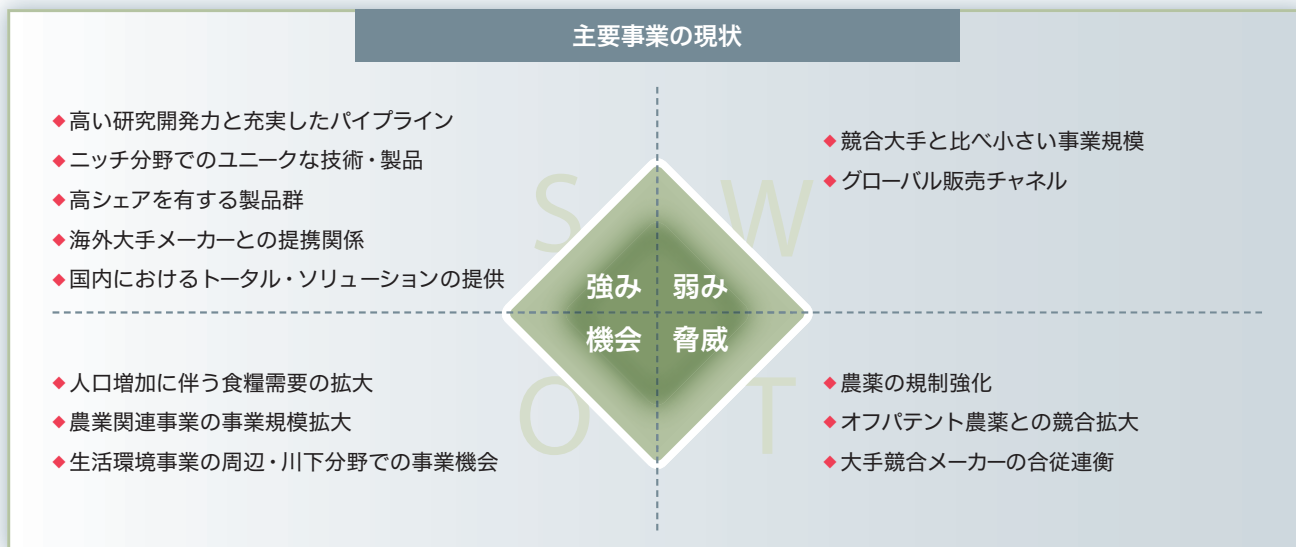 主要事業の現状
◆高い研究開発力と充実したパイプライン
◆ニッチ分野でのユニークな技術・製品
◆高シェアを有する製品群
◆海外大手メーカーとの提携関係
◆国内におけるトータル・ソリューションの提供
◆競合大手と比べ小さい事業規模
◆グローバル販売チャネル
S W
強み 弱み
機会 脅威
O T
◆人口増加に伴う食糧需要の拡大
◆農業関連事業の事業規模拡大
◆生活環境事業の周辺・川下分野での事業機会
◆農薬の規制強化
◆オフパテント農薬との競合拡大
◆大手競合メーカーの合従連衡